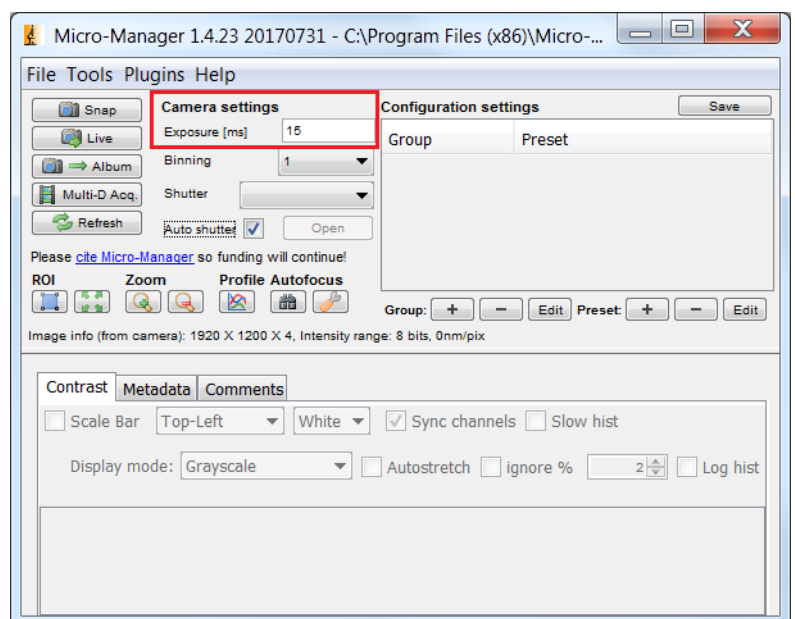 Micro-Manager 1.4.23 20170731 - C:\Program Files (x86)\Micro-...
File Tools Plugins Help
Snap
Live
Album
Multi-D Acq.
Refresh
Camera settings
Exposure [ms] 15
Binning 1
Shutter
Auto shutter Open
Configuration settings Save
Group Preset
Please cite Micro-Manager so funding will continue!
ROI Zoom Profile Autofocus
Group: + - Edit Preset: + - Edit
Image info (from camera): 1920 X 1200 X 4, Intensity range: 8 bits, 0nm/pix
Contrast Metadata Comments
Scale Bar Top-Left White Sync channels Slow hist
Display mode: Grayscale Autostretch ignore % 2 Log hist